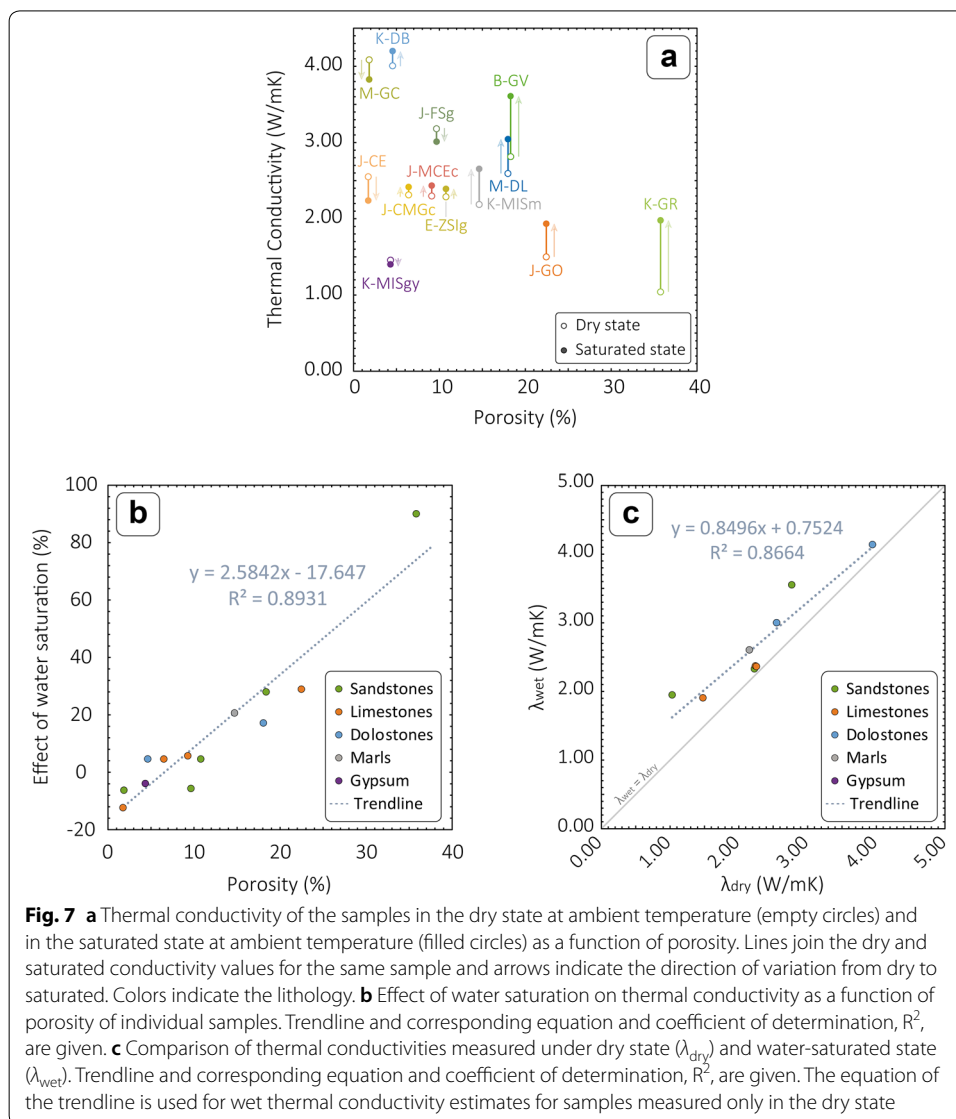 a
Thermal Conductivity (W/mK)
4.00
3.00
2.00
1.00
0.00
K-DB
M-GC
B-GV
J-FSg
J-CE
J-MCEc
M-DL
J-CMGc
K-MISm
E-ZSIg
K-GR
J-GO
K-MISgy
Dry state
Saturated state
0 10 20 30 40
Porosity (%)
b
Effect of water saturation (%)
100
80
60
40
20
0
-20
y = 2.5842x - 17.647
R² = 0.8931
Sandstones
Limestones
Dolostones
Marls
Gypsum
Trendline
0 10 20 30 40
Porosity (%)
c
λwet (W/mK)
5.00
4.00
3.00
2.00
1.00
0.00
y = 0.8496x + 0.7524
R² = 0.8664
λwet = λdry
Sandstones
Limestones
Dolostones
Marls
Gypsum
Trendline
0.00 1.00 2.00 3.00 4.00 5.00
λdry (W/mK)
Fig. 7 a Thermal conductivity of the samples in the dry state at ambient temperature (empty circles) and
in the saturated state at ambient temperature (filled circles) as a function of porosity. Lines join the dry and
saturated conductivity values for the same sample and arrows indicate the direction of variation from dry to
saturated. Colors indicate the lithology. b Effect of water saturation on thermal conductivity as a function of
porosity of individual samples. Trendline and corresponding equation and coefficient of determination, R²,
are given. c Comparison of thermal conductivities measured under dry state (λdry) and water-saturated state
(λwet). Trendline and corresponding equation and coefficient of determination, R², are given. The equation of
the trendline is used for wet thermal conductivity estimates for samples measured only in the dry state